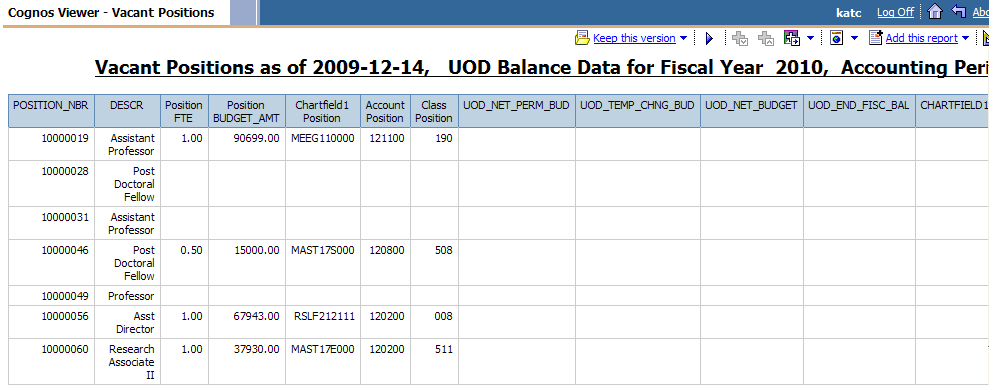 Cognos Viewer - Vacant Positions katc Log Off Abo
Keep this version Add this report
Vacant Positions as of 2009-12-14, UOD Balance Data for Fiscal Year 2010, Accounting Peri
POSITION_NBR DESCR Position FTE Position BUDGET_AMT Chartfield1 Position Account Position Class Position UOD_NET_PERM_BUD UOD_TEMP_CHNG_BUD UOD_NET_BUDGET UOD_END_FISC_BAL CHARTFIELD1
10000019 Assistant Professor 1.00 90699.00 MEEG110000 121100 190
10000028 Post Doctoral Fellow
10000031 Assistant Professor
10000046 Post Doctoral Fellow 0.50 15000.00 MAST17S000 120800 508
10000049 Professor
10000056 Asst Director 1.00 67943.00 RSLF212111 120200 008
10000060 Research Associate II 1.00 37930.00 MAST17E000 120200 511